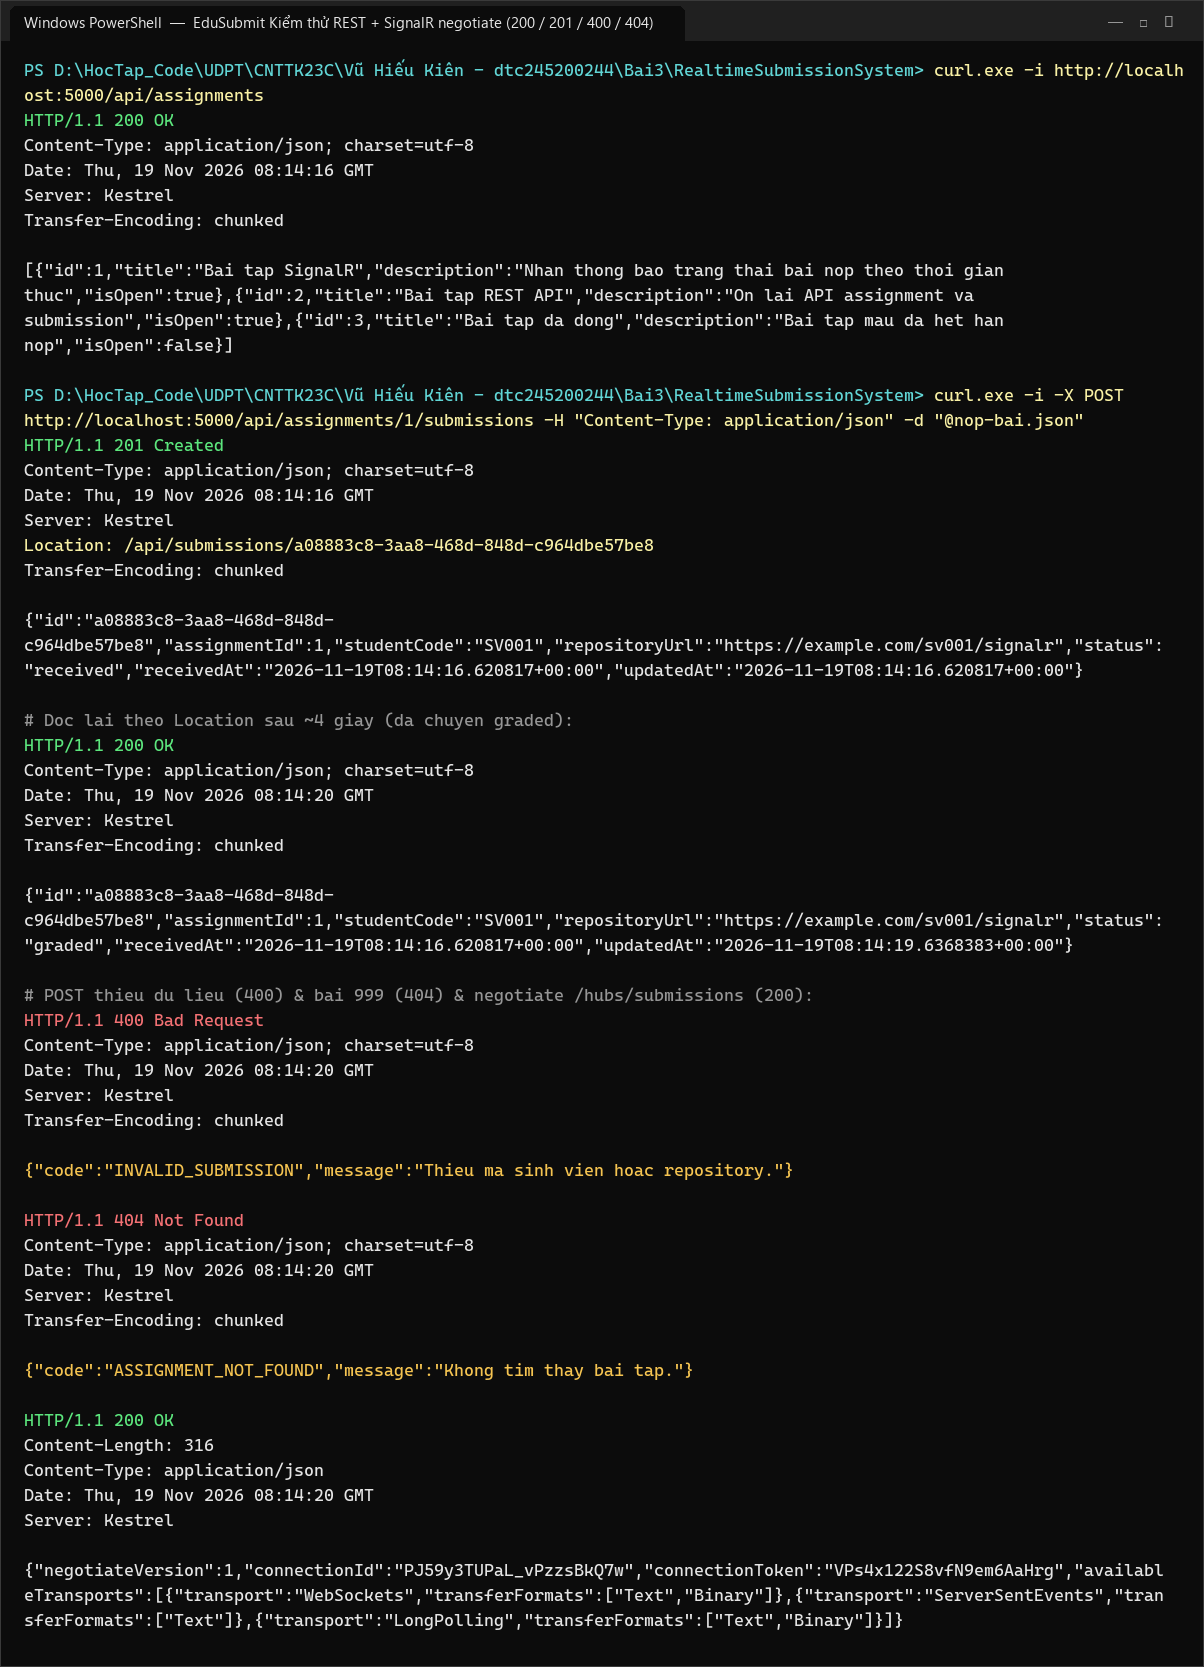 Windows PowerShell — EduSubmit Kiểm thử REST + SignalR negotiate (200 / 201 / 400 / 404)
PS D:\HocTap_Code\UDPT\CNTTK23C\Vũ Hiếu Kiên - dtc245200244\Bai3\RealtimeSubmissionSystem> curl.exe -i http://localh
ost:5000/api/assignments
HTTP/1.1 200 OK
Content-Type: application/json; charset=utf-8
Date: Thu, 19 Nov 2026 08:14:16 GMT
Server: Kestrel
Transfer-Encoding: chunked
[{"id":1,"title":"Bai tap SignalR","description":"Nhan thong bao trang thai bai nop theo thoi gian
thuc","isOpen":true},{"id":2,"title":"Bai tap REST API","description":"On lai API assignment va
submission","isOpen":true},{"id":3,"title":"Bai tap da dong","description":"Bai tap mau da het han
nop","isOpen":false}]
PS D:\HocTap_Code\UDPT\CNTTK23C\Vũ Hiếu Kiên - dtc245200244\Bai3\RealtimeSubmissionSystem> curl.exe -i -X POST
http://localhost:5000/api/assignments/1/submissions -H "Content-Type: application/json" -d "@nop-bai.json"
HTTP/1.1 201 Created
Content-Type: application/json; charset=utf-8
Date: Thu, 19 Nov 2026 08:14:16 GMT
Server: Kestrel
Location: /api/submissions/a08883c8-3aa8-468d-848d-c964dbe57be8
Transfer-Encoding: chunked
{"id":"a08883c8-3aa8-468d-848d-
c964dbe57be8","assignmentId":1,"studentCode":"SV001","repositoryUrl":"https://example.com/sv001/signalr","status":
"received","receivedAt":"2026-11-19T08:14:16.620817+00:00","updatedAt":"2026-11-19T08:14:16.620817+00:00"}
# Doc lai theo Location sau ~4 giay (da chuyen graded):
HTTP/1.1 200 OK
Content-Type: application/json; charset=utf-8
Date: Thu, 19 Nov 2026 08:14:20 GMT
Server: Kestrel
Transfer-Encoding: chunked
{"id":"a08883c8-3aa8-468d-848d-
c964dbe57be8","assignmentId":1,"studentCode":"SV001","repositoryUrl":"https://example.com/sv001/signalr","status":
"graded","receivedAt":"2026-11-19T08:14:16.620817+00:00","updatedAt":"2026-11-19T08:14:19.6368383+00:00"}
# POST thieu du lieu (400) & bai 999 (404) & negotiate /hubs/submissions (200):
HTTP/1.1 400 Bad Request
Content-Type: application/json; charset=utf-8
Date: Thu, 19 Nov 2026 08:14:20 GMT
Server: Kestrel
Transfer-Encoding: chunked
{"code":"INVALID_SUBMISSION","message":"Thieu ma sinh vien hoac repository."}
HTTP/1.1 404 Not Found
Content-Type: application/json; charset=utf-8
Date: Thu, 19 Nov 2026 08:14:20 GMT
Server: Kestrel
Transfer-Encoding: chunked
{"code":"ASSIGNMENT_NOT_FOUND","message":"Khong tim thay bai tap."}
HTTP/1.1 200 OK
Content-Length: 316
Content-Type: application/json
Date: Thu, 19 Nov 2026 08:14:20 GMT
Server: Kestrel
{"negotiateVersion":1,"connectionId":"PJ59y3TUPaL_vPzzsBkQ7w","connectionToken":"VPs4x122S8vfN9em6AaHrg","availabl
eTransports":[{"transport":"WebSockets","transferFormats":["Text","Binary"]},{"transport":"ServerSentEvents","tran
sferFormats":["Text"]},{"transport":"LongPolling","transferFormats":["Text","Binary"]}]}